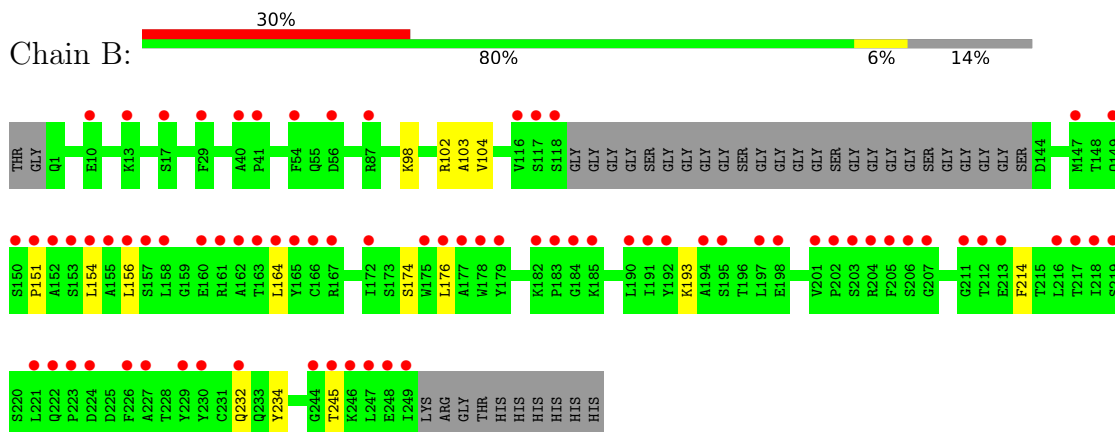 30%
Chain B:
80% 6% 14%
THR GLY Q1 E10 K13 S17 F29 A40 P41 F54 Q55 D56 R87 K98 R102 A103 V104 V116 S117 S118 GLY GLY GLY GLY SER GLY GLY GLY GLY SER GLY GLY GLY GLY SER GLY GLY GLY GLY SER GLY GLY GLY GLY SER D144 M147 T148 Q149
S150 P151 A152 S153 L154 A155 L156 S157 L158 G159 E160 R161 A162 T163 L164 Y165 C166 R167 I172 S173 S174 W175 L176 A177 W178 Y179 K182 P183 G184 K185 L190 I191 Y192 K193 A194 S195 T196 L197 E198 V201 P202 S203 R204 F205 S206 G207 G211 T212 E213 F214 T215 L216 T217 I218 S219
S220 L221 Q222 P223 D224 D225 F226 A227 T228 Y229 Y230 C231 Q232 Q233 Y234 G244 T245 K246 L247 E248 I249 LYS ARG GLY THR HIS HIS HIS HIS HIS HIS